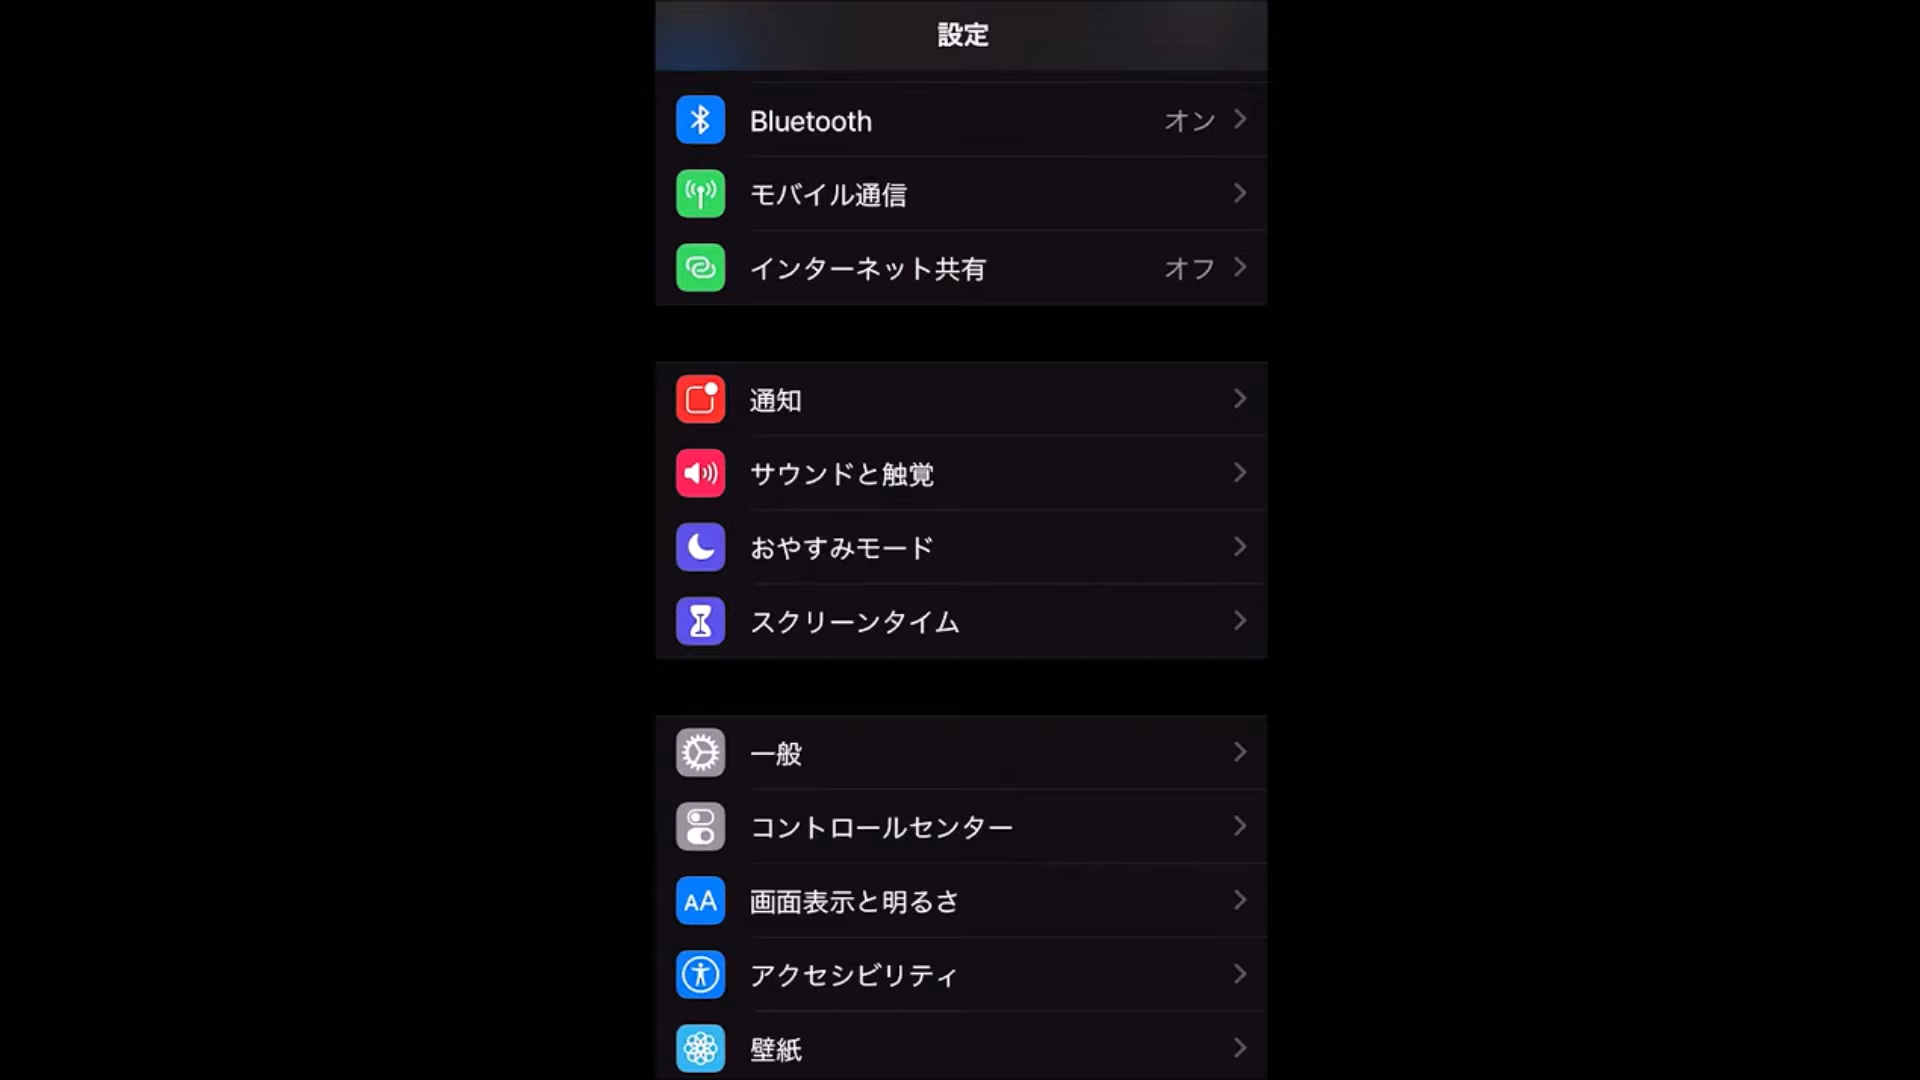 設定
Bluetooth オン
モバイル通信
インターネット共有 オフ
通知
サウンドと触覚
おやすみモード
スクリーンタイム
一般
コントロールセンター
AA 画面表示と明るさ
アクセシビリティ
壁紙